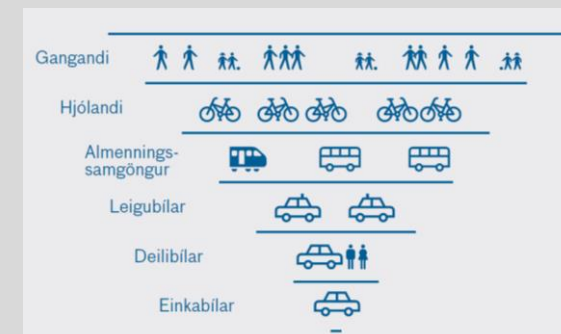 Gangandi
Hjólandi
Almennings-
samgöngur
Leigubílar
Deilibílar
Einkabílar